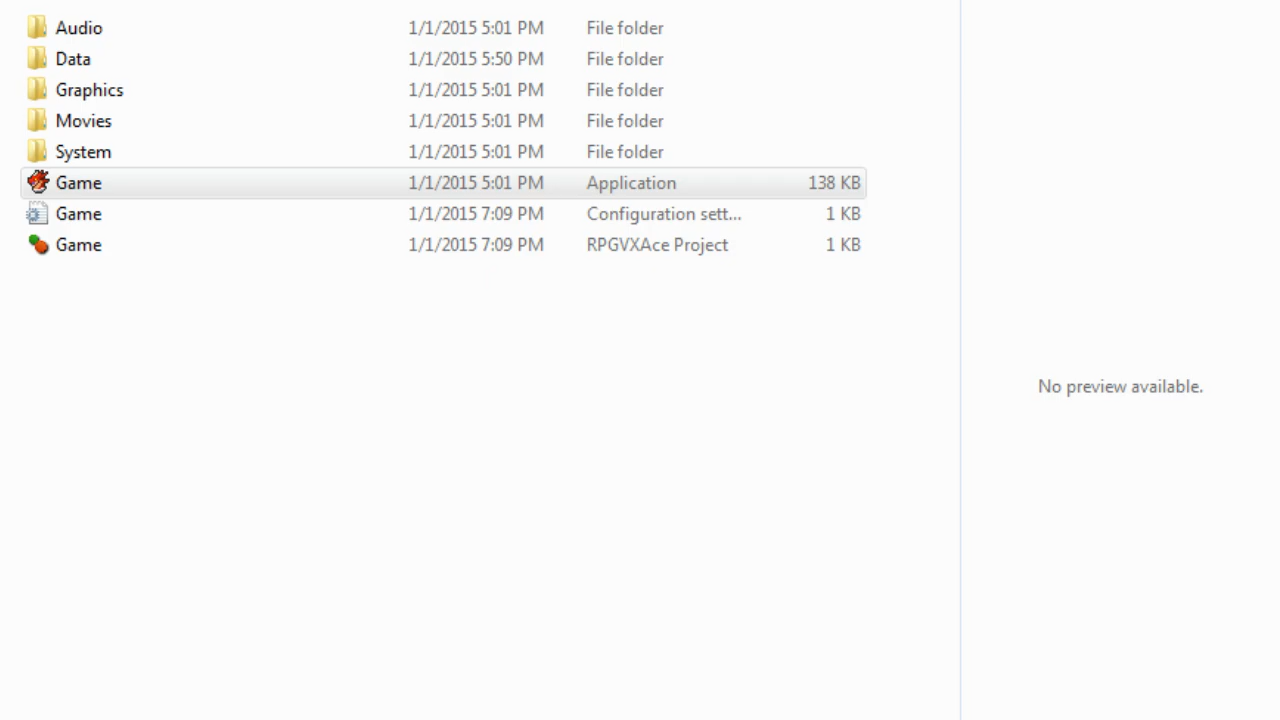 Audio 1/1/2015 5:01 PM File folder
Data 1/1/2015 5:50 PM File folder
Graphics 1/1/2015 5:01 PM File folder
Movies 1/1/2015 5:01 PM File folder
System 1/1/2015 5:01 PM File folder
Game 1/1/2015 5:01 PM Application 138 KB
Game 1/1/2015 7:09 PM Configuration sett... 1 KB
Game 1/1/2015 7:09 PM RPGVXAce Project 1 KB
No preview available.